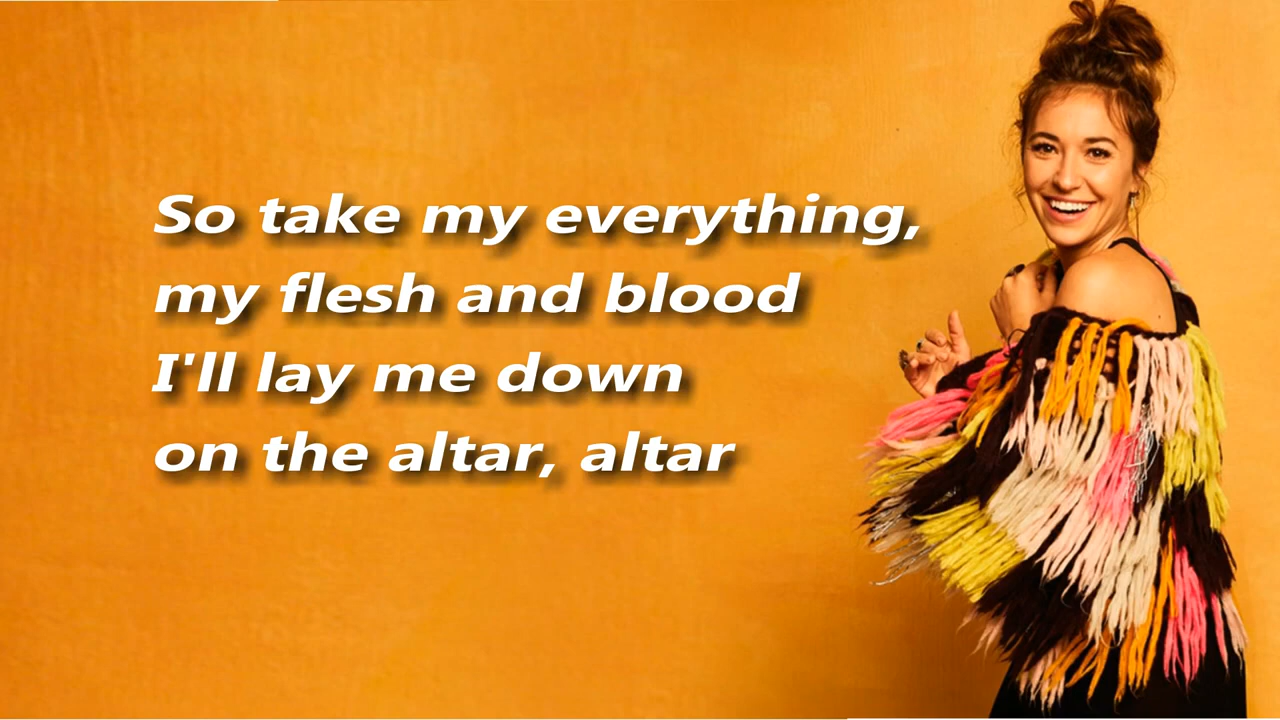 So take my everything,
my flesh and blood
I'll lay me down
on the altar, altar